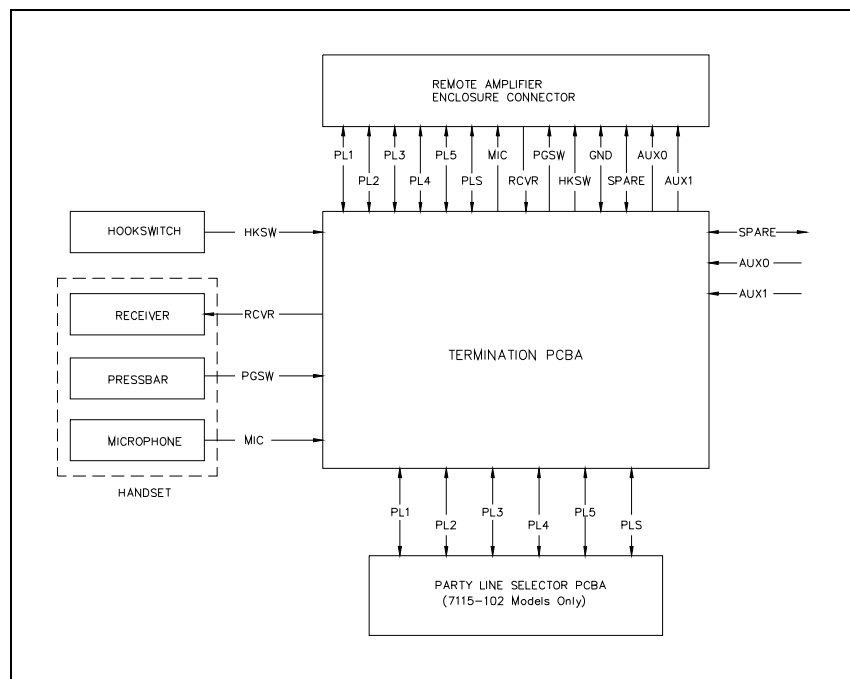 REMOTE AMPLIFIER
ENCLOSURE CONNECTOR
PL1 PL3 PL5 MIC PGSW GND AUX0
PL2 PL4 PLS RCVR HKSW SPARE AUX1
HOOKSWITCH HKSW SPARE
AUX0
AUX1
RECEIVER RCVR
TERMINATION PCBA
PRESSBAR PGSW
MICROPHONE MIC
HANDSET
PL1 PL3 PL5
PL2 PL4 PLS
PARTY LINE SELECTOR PCBA
(7115-102 Models Only)